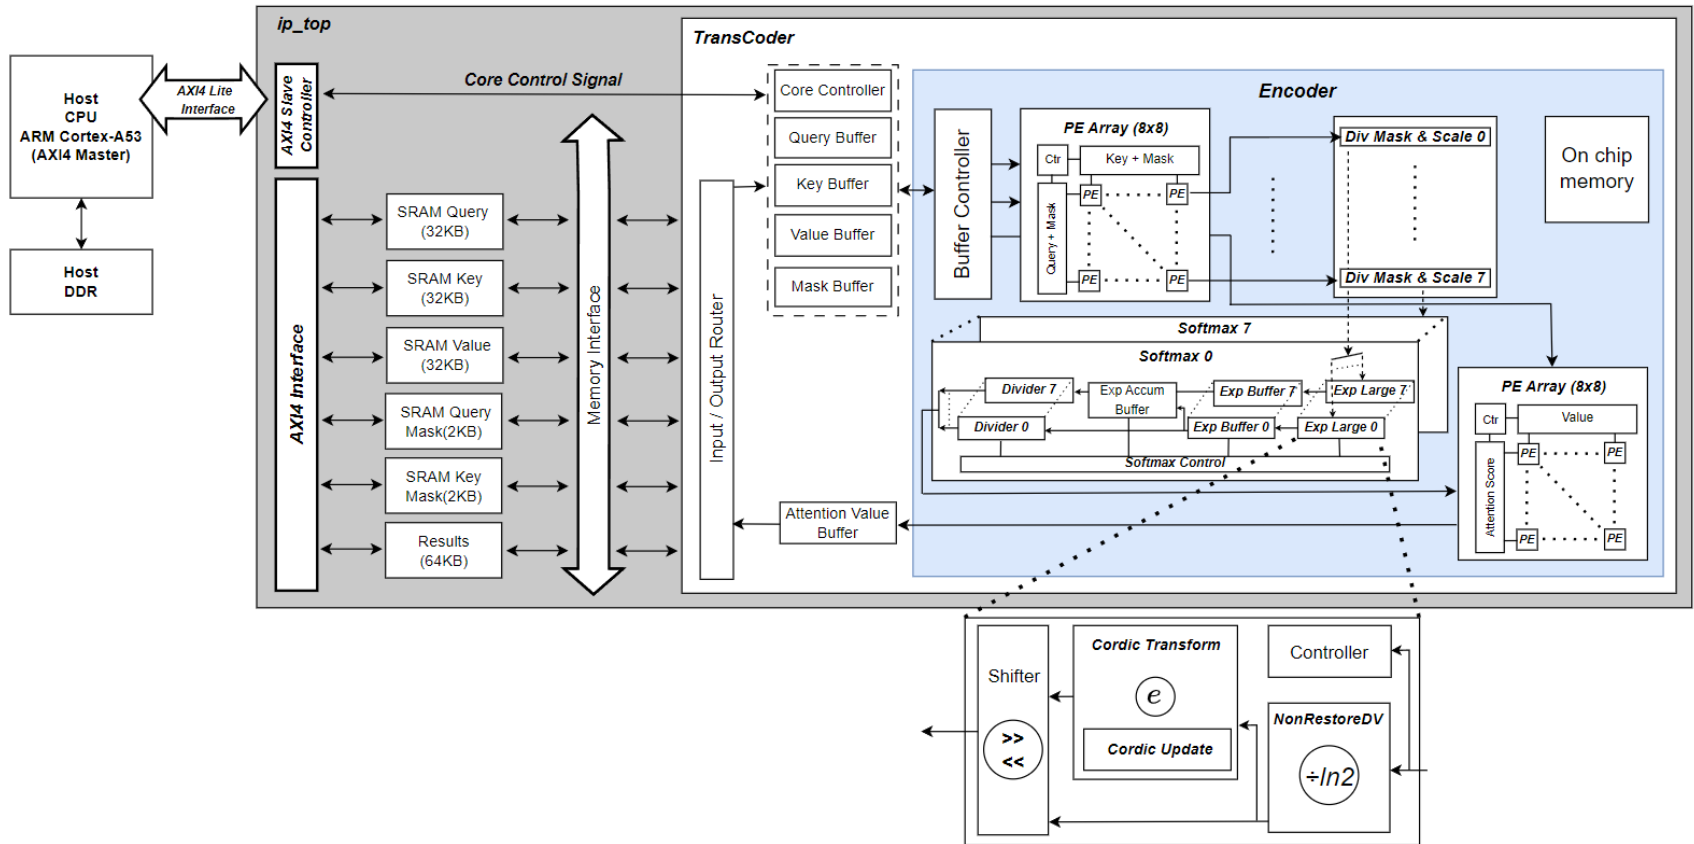 ip_top
TransCoder
Host
CPU
ARM Cortex-A53
(AXI4 Master)
AXI4 Lite
Interface
AXI4 Slave
Controller
Core Control Signal
Host
DDR
AXI4 Interface
SRAM Query
(32KB)
SRAM Key
(32KB)
SRAM Value
(32KB)
SRAM Query
Mask(2KB)
SRAM Key
Mask(2KB)
Results
(64KB)
Memory Interface
Input / Output Router
Core Controller
Query Buffer
Key Buffer
Value Buffer
Mask Buffer
Attention Value
Buffer
Encoder
Buffer Controller
PE Array (8x8)
Ctr
Key + Mask
Query + Mask
PE
PE
PE
PE
Div Mask & Scale 0
Div Mask & Scale 7
On chip
memory
Softmax 7
Softmax 0
Divider 7
Exp Accum
Buffer
Exp Buffer 7
Exp Large 7
Divider 0
Exp Buffer 0
Exp Large 0
Softmax Control
PE Array (8x8)
Ctr
Value
Attention Score
PE
PE
PE
PE
Shifter
>>
<<
Cordic Transform
e
Cordic Update
Controller
NonRestoreDV
÷ln2